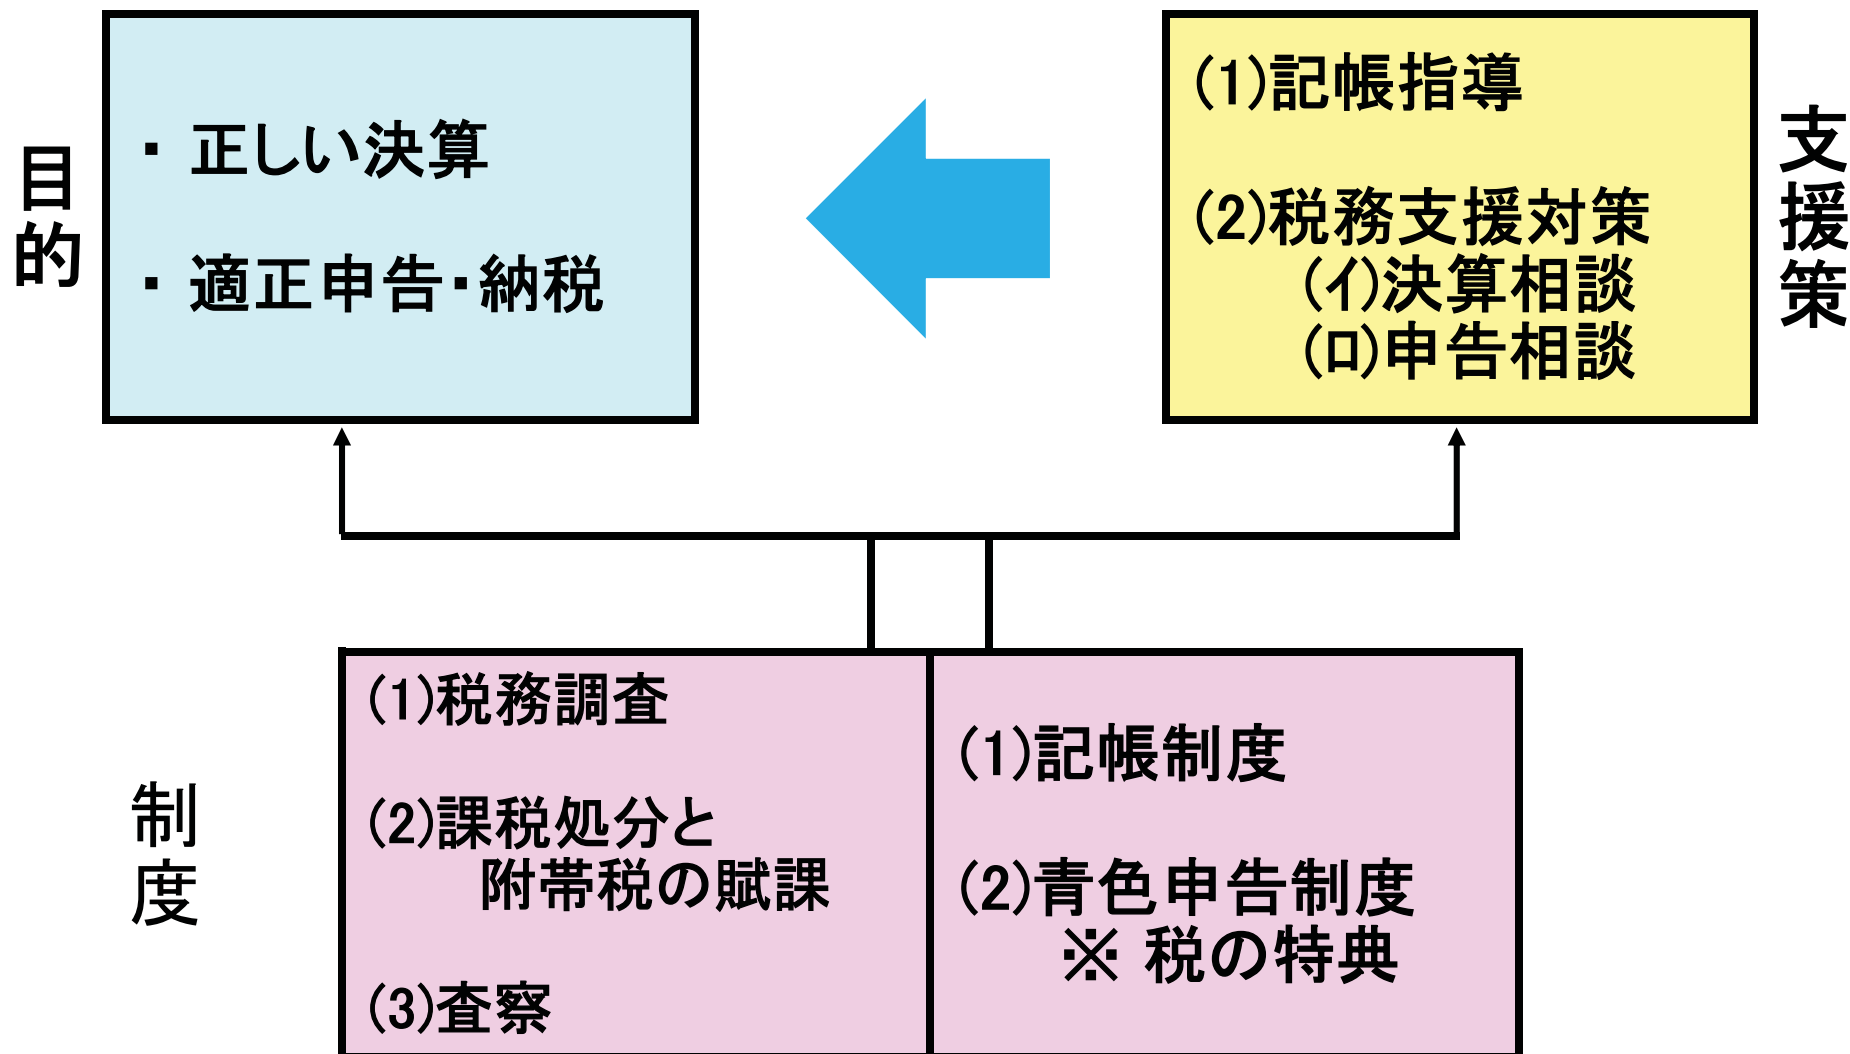 目的
・ 正しい決算
・ 適正申告・納税
(1)記帳指導
(2)税務支援対策
(イ)決算相談
(ロ)申告相談
支援策
制度
(1)税務調査
(2)課税処分と
附帯税の賦課
(3)査察
(1)記帳制度
(2)青色申告制度
※ 税の特典